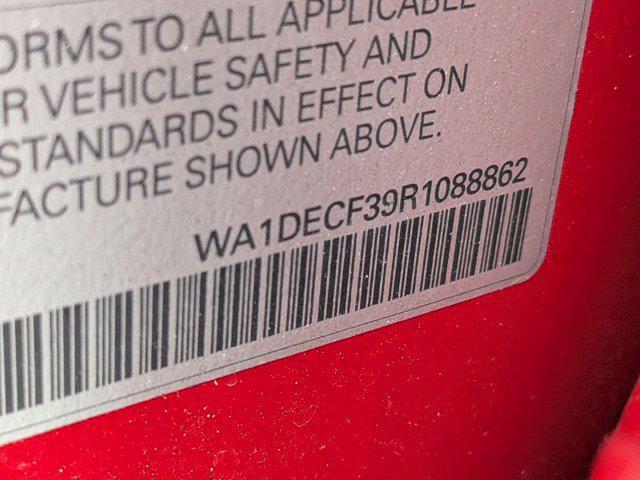 ORMS TO ALL APPLICABLE
R VEHICLE SAFETY AND
STANDARDS IN EFFECT ON
FACTURE SHOWN ABOVE.
WA1DECF39R1088862